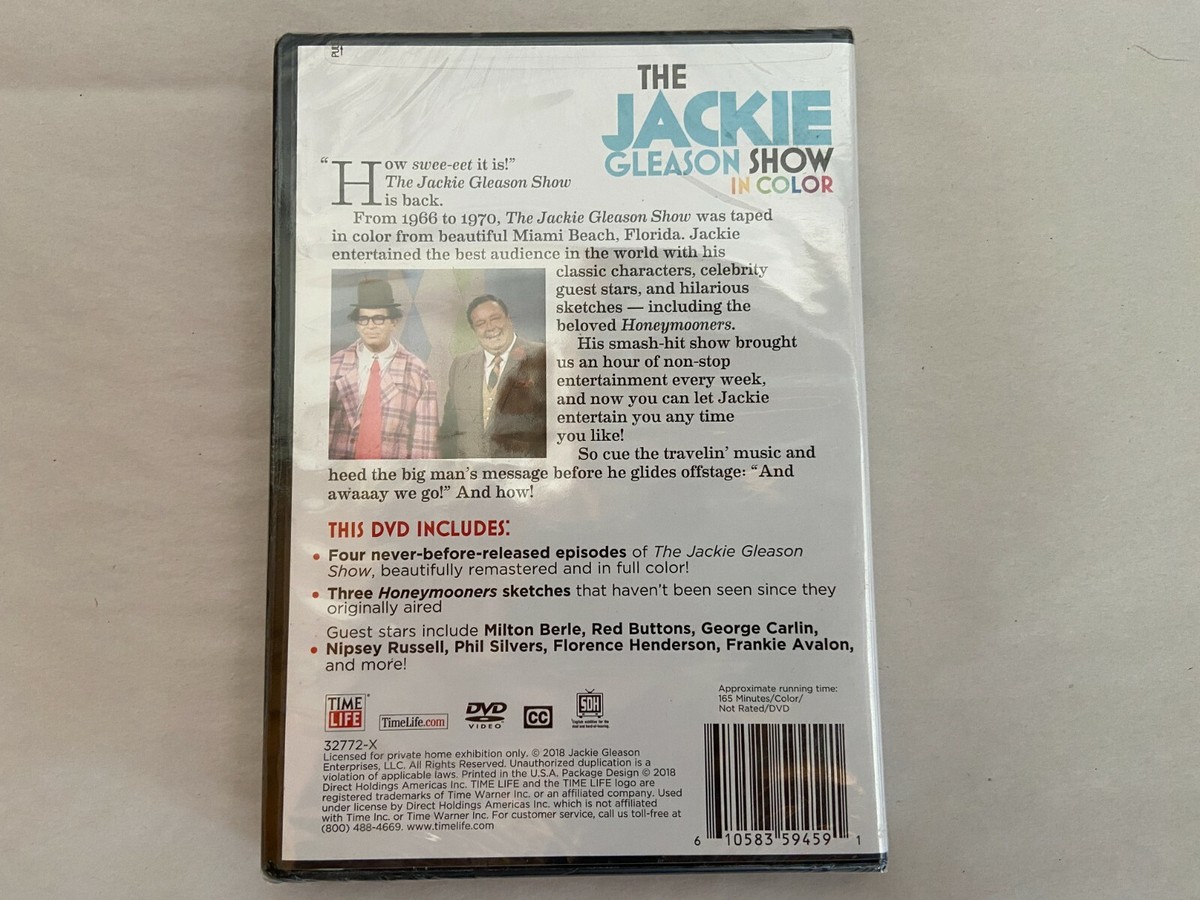 THE
JACKIE
GLEASON SHOW
IN COLOR
“How swee-eet it is!”
The Jackie Gleason Show
is back.
From 1966 to 1970, The Jackie Gleason Show was taped
in color from beautiful Miami Beach, Florida. Jackie
entertained the best audience in the world with his
classic characters, celebrity
guest stars, and hilarious
sketches — including the
beloved Honeymooners.
His smash-hit show brought
us an hour of non-stop
entertainment every week,
and now you can let Jackie
entertain you any time
you like!
So cue the travelin’ music and
heed the big man’s message before he glides offstage: “And
awaaay we go!” And how!
THIS DVD INCLUDES:
• Four never-before-released episodes of The Jackie Gleason
Show, beautifully remastered and in full color!
• Three Honeymooners sketches that haven’t been seen since they
originally aired
Guest stars include Milton Berle, Red Buttons, George Carlin,
• Nipsey Russell, Phil Silvers, Florence Henderson, Frankie Avalon,
and more!
TIME
LIFE
TimeLife.com
DVD
VIDEO
CC
SDH
Approximate running time:
165 Minutes/Color/
Not Rated/DVD
32772-X
Licensed for private home exhibition only. © 2018 Jackie Gleason
Enterprises, LLC. All Rights Reserved. Unauthorized duplication is a
violation of applicable laws. Printed in the U.S.A. Package Design © 2018
Direct Holdings Americas Inc. TIME LIFE and the TIME LIFE logo are
registered trademarks of Time Warner Inc. or an affiliated company. Used
under license by Direct Holdings Americas Inc. which is not affiliated
with Time Inc. or Time Warner Inc. For customer service, call us toll-free at
(800) 488-4669. www.timelife.com
6 10583 59459 1